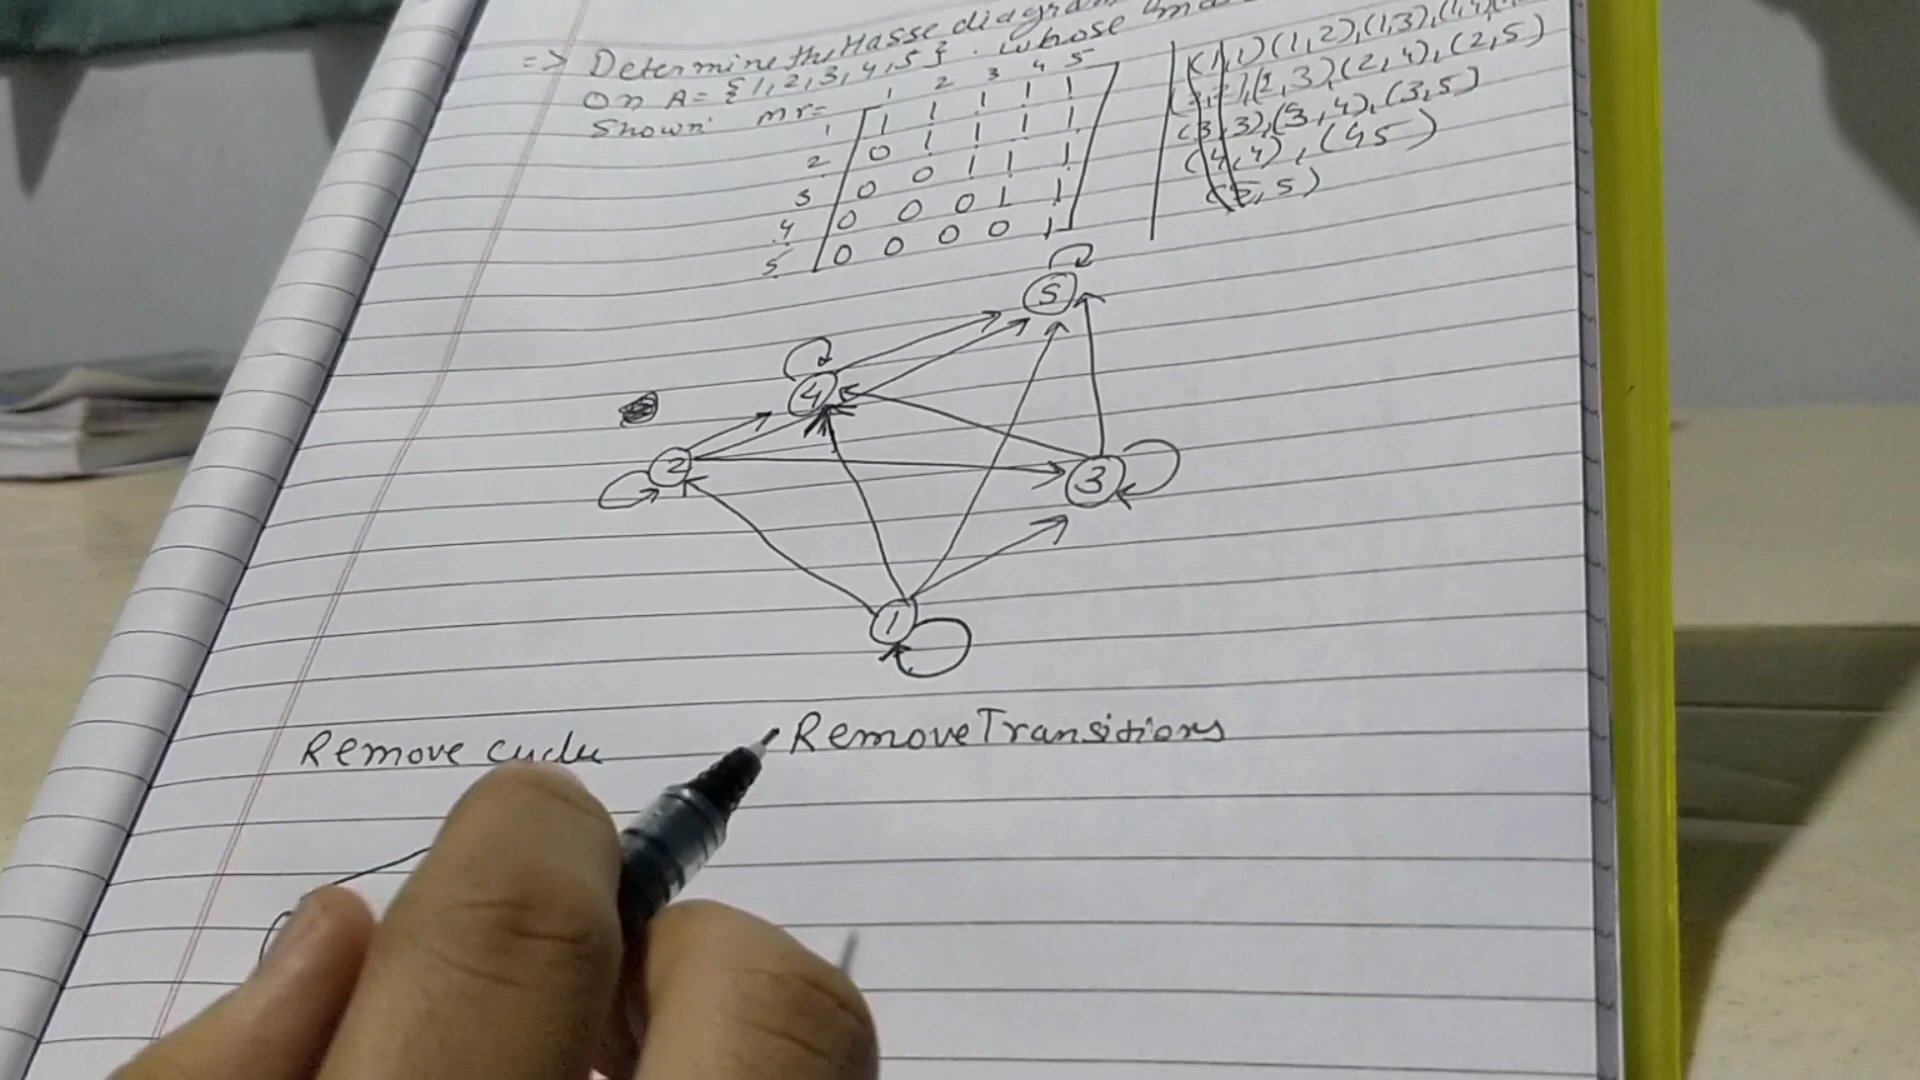 => Determine the Hasse diagram
On A = {1,2,3,4,5}. whose
Shown: mr=
1 2 3 4 5
1 1 1 1 1 1
2 0 1 1 1 1
3 0 0 1 1 1
4 0 0 0 1 1
5 0 0 0 0 1
(1,1)(1,2),(1,3),(1,4)
(2,3),(2,4),(2,5)
(3,3),(3,4),(3,5)
(4,4),(45)
(5,5)
5
4
2
3
1
Remove cycle
Remove Transitions